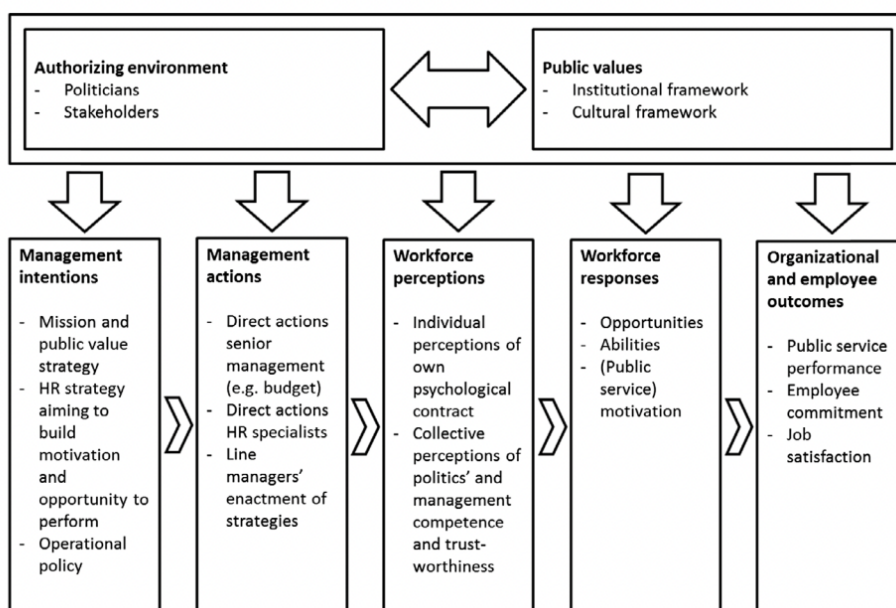 Authorizing environment
- Politicians
- Stakeholders
Public values
- Institutional framework
- Cultural framework
Management
intentions
- Mission and
public value
strategy
- HR strategy
aiming to
build
motivation
and
opportunity to
perform
- Operational
policy
Management
actions
- Direct actions
senior
management
(e.g. budget)
- Direct actions
HR specialists
- Line
managers’
enactment of
strategies
Workforce
perceptions
- Individual
perceptions of
own
psychological
contract
- Collective
perceptions of
politics’ and
management
competence
and trust-
worthiness
Workforce
responses
- Opportunities
- Abilities
- (Public
service)
motivation
Organizational
and employee
outcomes
- Public service
performance
- Employee
commitment
- Job
satisfaction